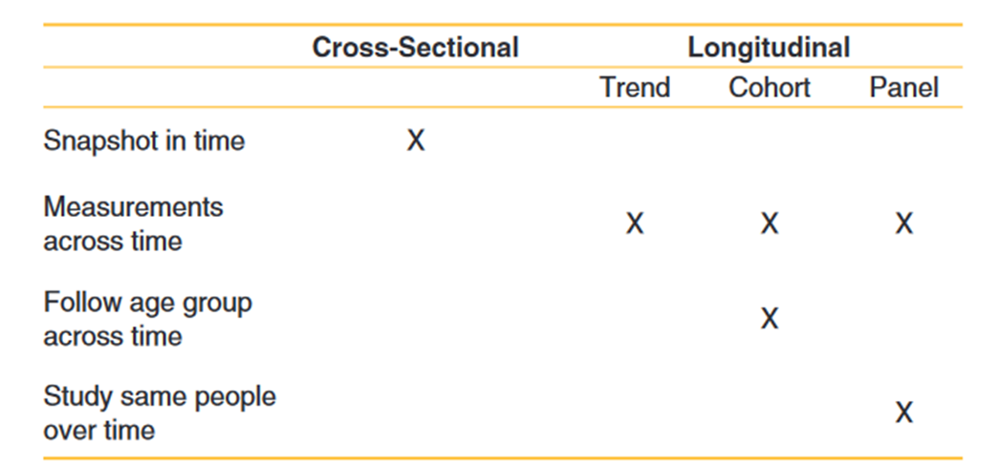 Cross-Sectional Longitudinal
Trend Cohort Panel
Snapshot in time X
Measurements
across time X X X
Follow age group
across time X
Study same people
over time X